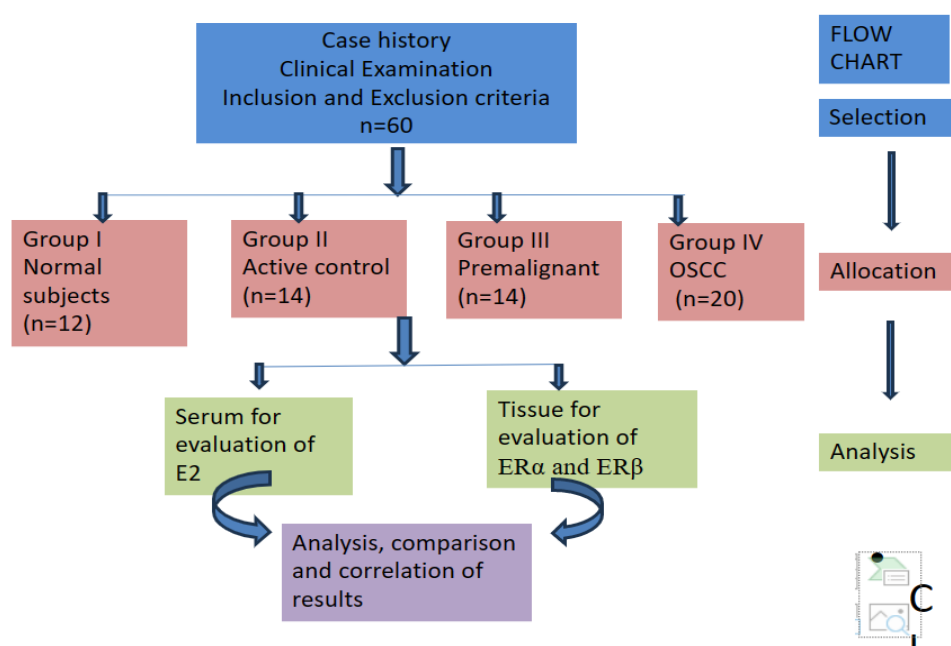 Case history
Clinical Examination
Inclusion and Exclusion criteria
n=60
FLOW
CHART
Selection
Group I
Normal
subjects
(n=12)
Group II
Active control
(n=14)
Group III
Premalignant
(n=14)
Group IV
OSCC
(n=20)
Allocation
Serum for
evaluation of
E2
Tissue for
evaluation of
ERα and ERβ
Analysis
Analysis, comparison
and correlation of
results
C